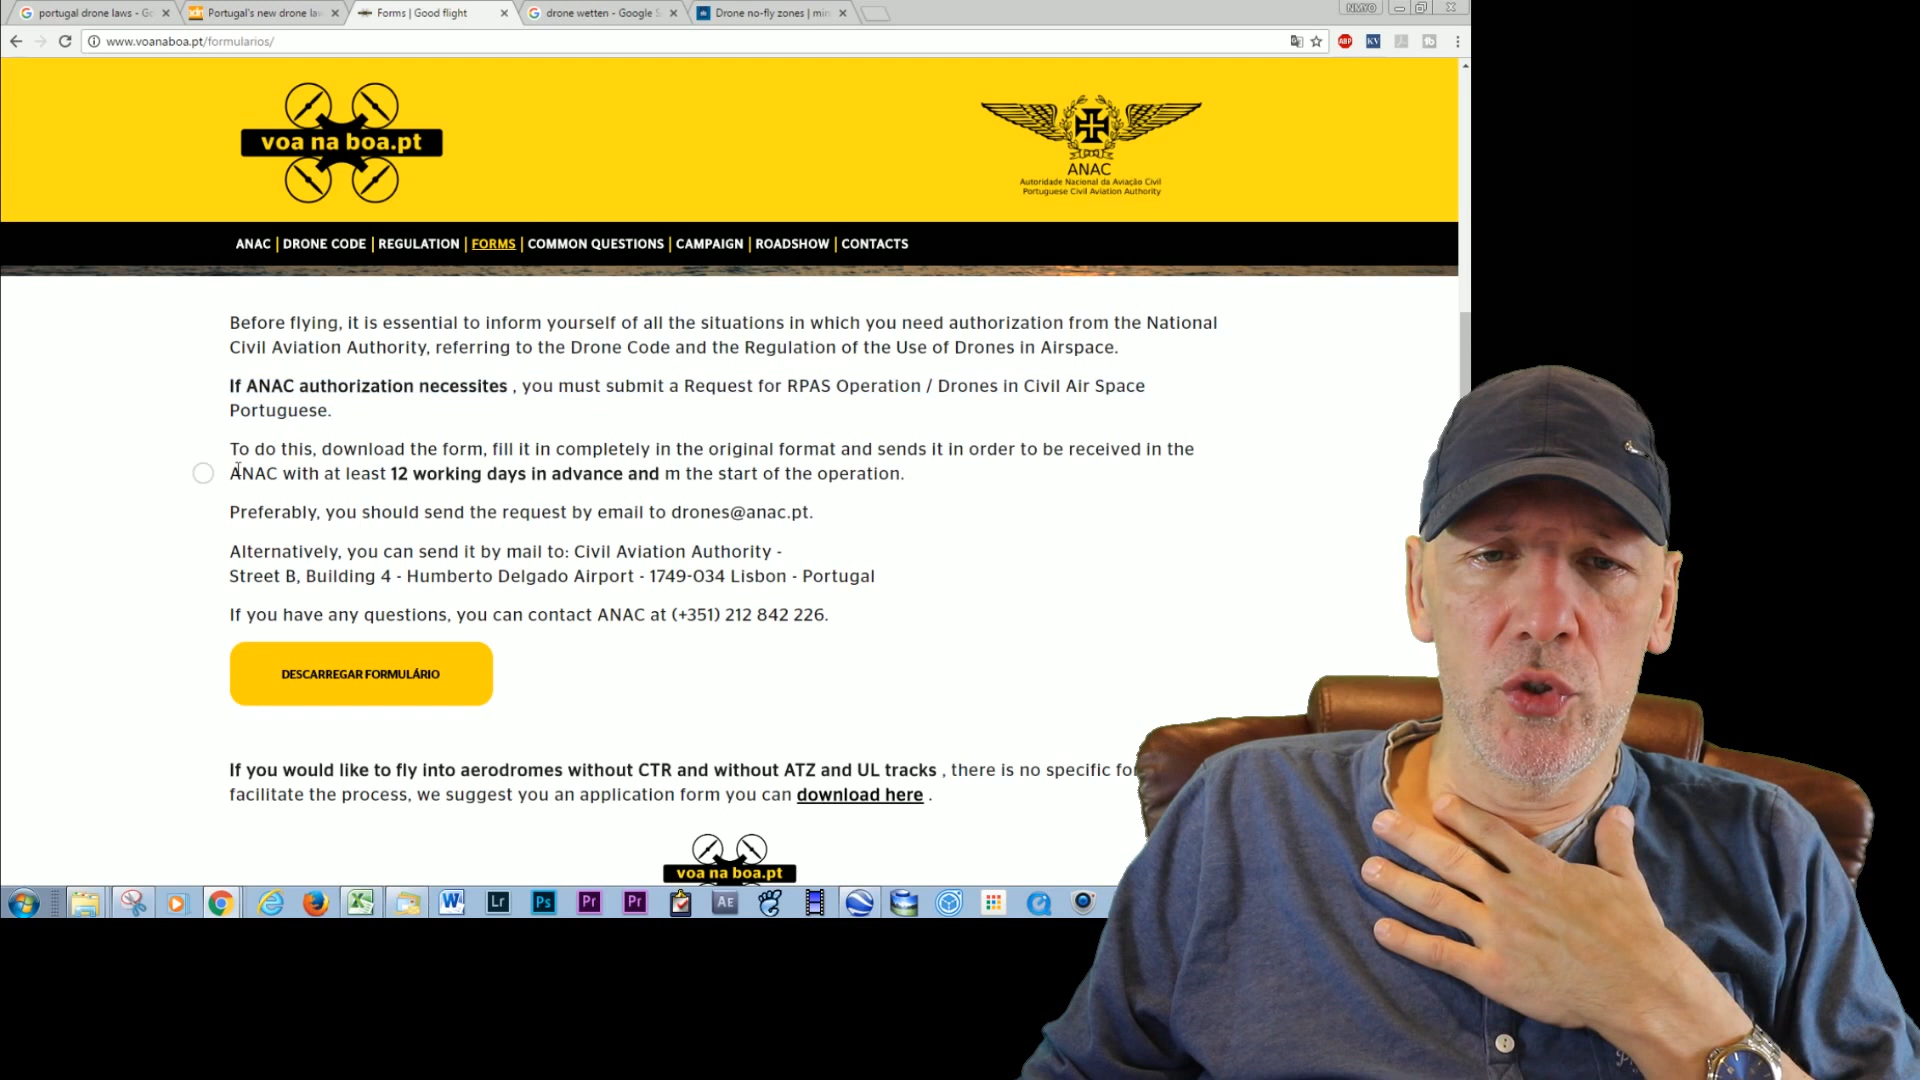 portugal drone laws - Go
Portugal's new drone law
Forms | Good flight
drone wetten - Google S
Drone no-fly zones | min
NMYO
www.voanaboa.pt/formularios/
ABP
KV
voa na boa.pt
ANAC
Autoridade Nacional da Aviação Civil
Portuguese Civil Aviation Authority
ANAC | DRONE CODE | REGULATION | FORMS | COMMON QUESTIONS | CAMPAIGN | ROADSHOW | CONTACTS
Before flying, it is essential to inform yourself of all the situations in which you need authorization from the National
Civil Aviation Authority, referring to the Drone Code and the Regulation of the Use of Drones in Airspace.
If ANAC authorization necessites , you must submit a Request for RPAS Operation / Drones in Civil Air Space
Portuguese.
To do this, download the form, fill it in completely in the original format and sends it in order to be received in the
ANAC with at least 12 working days in advance and m the start of the operation.
Preferably, you should send the request by email to drones@anac.pt.
Alternatively, you can send it by mail to: Civil Aviation Authority -
Street B, Building 4 - Humberto Delgado Airport - 1749-034 Lisbon - Portugal
If you have any questions, you can contact ANAC at (+351) 212 842 226.
DESCARREGAR FORMULÁRIO
If you would like to fly into aerodromes without CTR and without ATZ and UL tracks , there is no specific for
facilitate the process, we suggest you an application form you can download here .
voa na boa.pt
Lr
Ps
Pr
Pr
AE